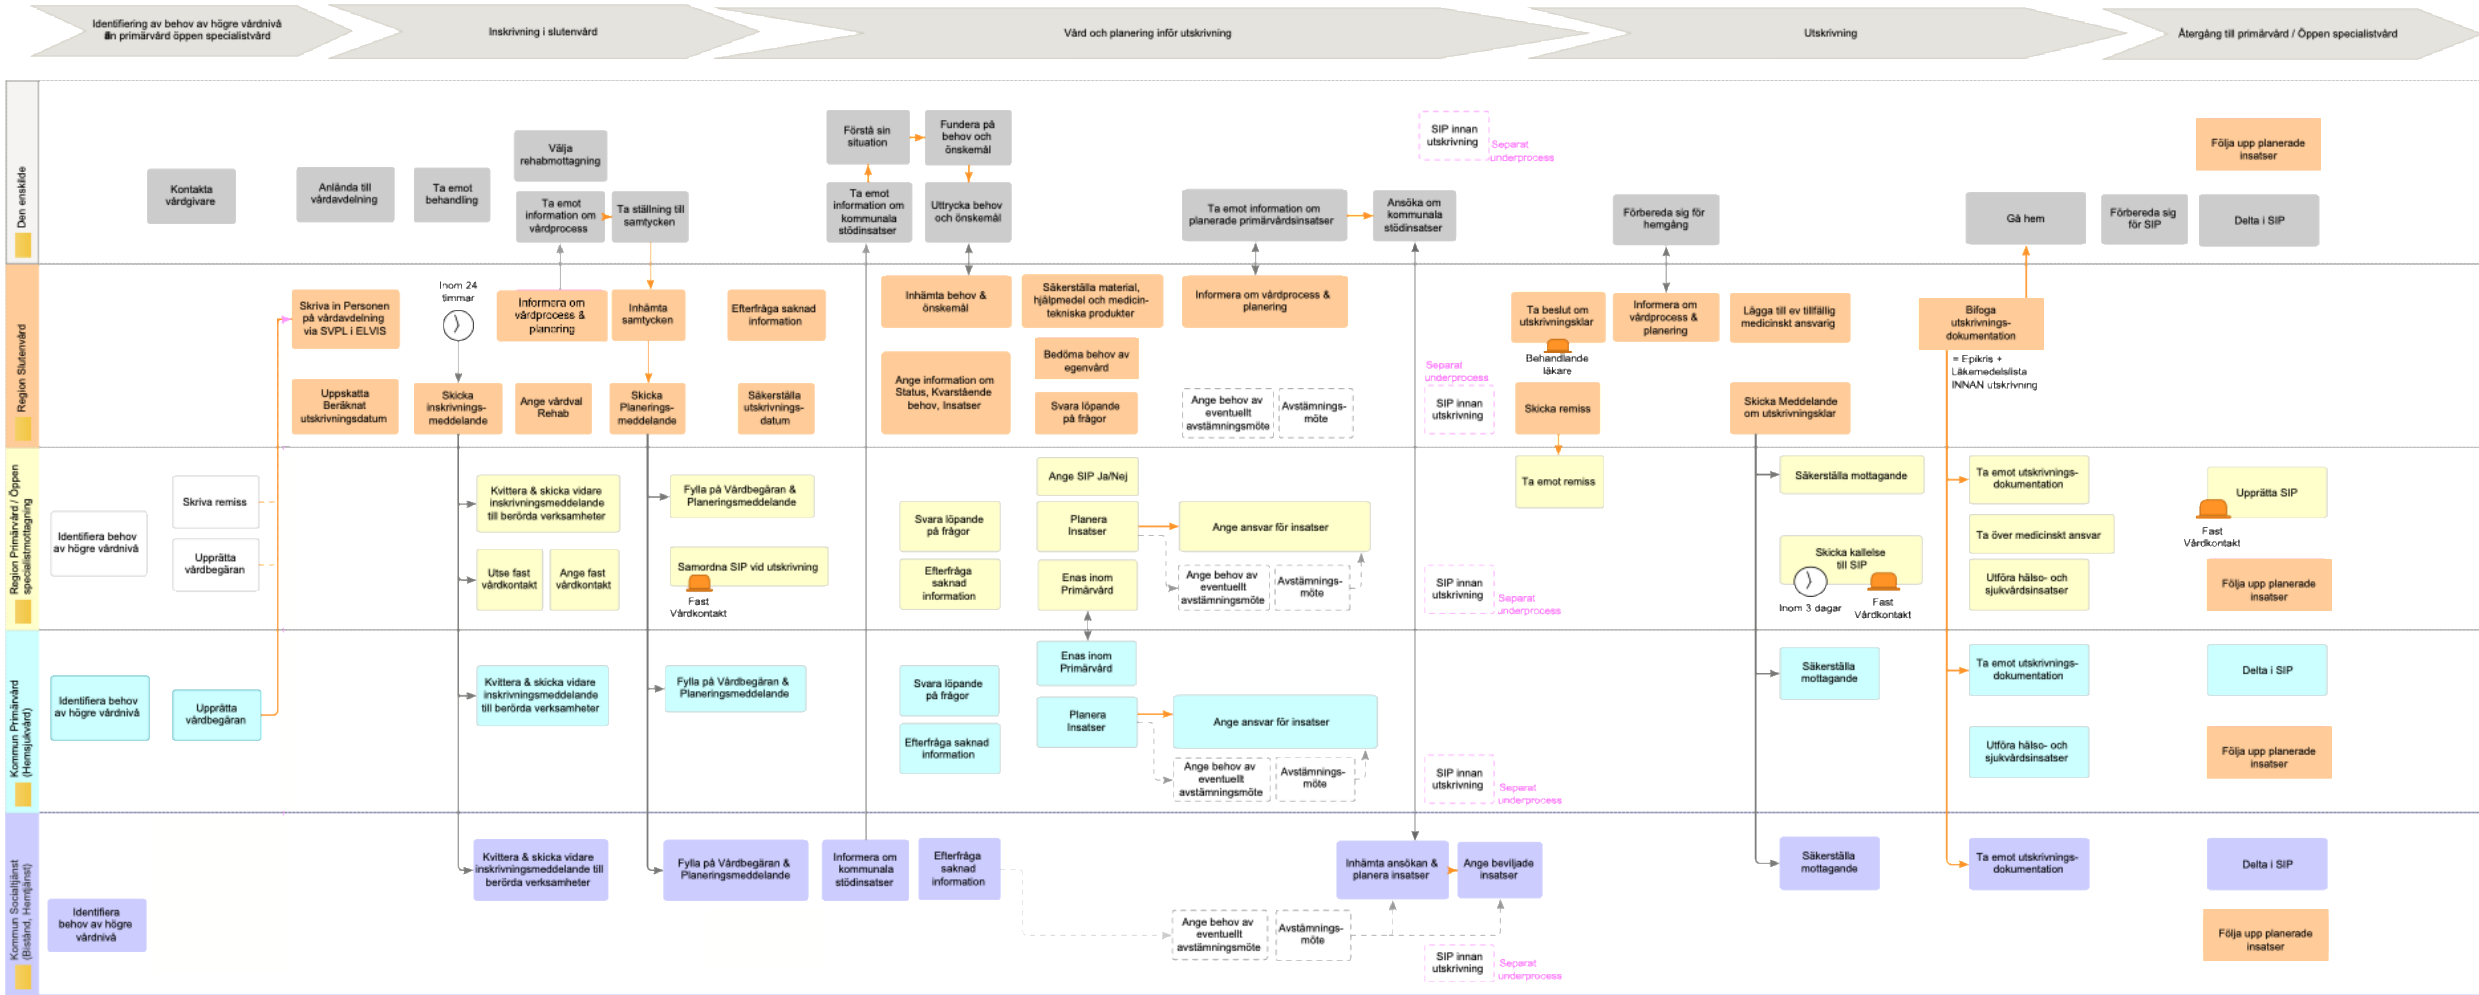 Identifiering av behov av högre vårdnivå
än primärvård öppen specialistvård
Inskrivning i slutenvård
Vård och planering inför utskrivning
Utskrivning
Återgång till primärvård / Öppen specialistvård
Den emskilde
Kontakta
vårdgivare
Anlända till
vårdavdelning
Ta emot
behandling
Välja
rehabmottagning
Ta emot
information om
vårdprocess
Ta ställning till
samtycken
Förstå sin
situation
Fundera på
behov och
önskemål
Ta emot
information om
kommunala
stödinsatser
Uttrycka behov
och önskemål
Ta emot information om
planerade primärvårdsinsatser
Ansöka om
kommunala
stödinsatser
SIP innan
utskrivning
Separat
underprocess
Förbereda sig för
hemgång
Gå hem
Förbereda sig
för SIP
Följa upp planerade
insatser
Delta i SIP
Region Slutenvård
Skriva in Personen
på vårdavdelning
via SVPL i ELVIS
Uppskatta
Beräknat
utskrivningsdatum
Inom 24
timmar
Skicka
inskrivnings-
meddelande
Informera om
vårdprocess &
planering
Ange vårdval
Rehab
Inhämta
samtycken
Skicka
Planerings-
meddelande
Efterfråga saknad
information
Säkerställa
utskrivnings-
datum
Inhämta behov &
önskemål
Ange information om
Status, Kvarstående
behov, Insatser
Säkerställa material,
hjälpmedel och medicin-
tekniska produkter
Bedöma behov av
egenvård
Svara löpande
på frågor
Informera om vårdprocess &
planering
Ange behov av
eventuellt
avstämningsmöte
Avstämnings-
möte
Separat
underprocess
SIP innan
utskrivning
Ta beslut om
utskrivningsklar
Behandlande
läkare
Skicka remiss
Informera om
vårdprocess &
planering
Lägga till ev tillfällig
medicinskt ansvarig
Skicka Meddelande
om utskrivningsklar
Bifoga
utskrivnings-
dokumentation
= Epikris +
Läkemedelslista
INNAN utskrivning
Region Primärvård / Öppen
specialistmottagning
Identifiera behov
av högre vårdnivå
Skriva remiss
Upprätta
vårdbegäran
Kvittera & skicka vidare
inskrivningsmeddelande
till berörda verksamheter
Utse fast
vårdkontakt
Ange fast
vårdkontakt
Fylla på Vårdbegäran &
Planeringsmeddelande
Samordna SIP vid utskrivning
Fast
Vårdkontakt
Svara löpande
på frågor
Efterfråga
saknad
information
Ange SIP Ja/Nej
Planera
Insatser
Enas inom
Primärvård
Ange ansvar för insatser
Ange behov av
eventuellt
avstämningsmöte
Avstämnings-
möte
SIP innan
utskrivning
Separat
underprocess
Ta emot remiss
Säkerställa mottagande
Skicka kallelse
till SIP
Inom 3 dagar
Fast
Vårdkontakt
Ta emot utskrivnings-
dokumentation
Ta över medicinskt ansvar
Utföra hälso- och
sjukvårdsinsatser
Upprätta SIP
Fast
Vårdkontakt
Följa upp planerade
insatser
Kommun Primärvård
(Hemsjukvård)
Identifiera behov
av högre vårdnivå
Upprätta
vårdbegäran
Kvittera & skicka vidare
inskrivningsmeddelande
till berörda verksamheter
Fylla på Vårdbegäran &
Planeringsmeddelande
Svara löpande
på frågor
Efterfråga saknad
information
Enas inom
Primärvård
Planera
Insatser
Ange ansvar för insatser
Ange behov av
eventuellt
avstämningsmöte
Avstämnings-
möte
SIP innan
utskrivning
Separat
underprocess
Säkerställa
mottagande
Ta emot utskrivnings-
dokumentation
Utföra hälso- och
sjukvårdsinsatser
Delta i SIP
Följa upp planerade
insatser
Kommun Socialtjänst
(Bistånd, Hemtjänst)
Identifiera
behov av högre
vårdnivå
Kvittera & skicka vidare
inskrivningsmeddelande till
berörda verksamheter
Fylla på Vårdbegäran &
Planeringsmeddelande
Informera om
kommunala
stödinsatser
Efterfråga
saknad
information
Ange behov av
eventuellt
avstämningsmöte
Avstämnings-
möte
Inhämta ansökan &
planera insatser
Ange beviljade
insatser
SIP innan
utskrivning
Separat
underprocess
Säkerställa
mottagande
Ta emot utskrivnings-
dokumentation
Delta i SIP
Följa upp planerade
insatser